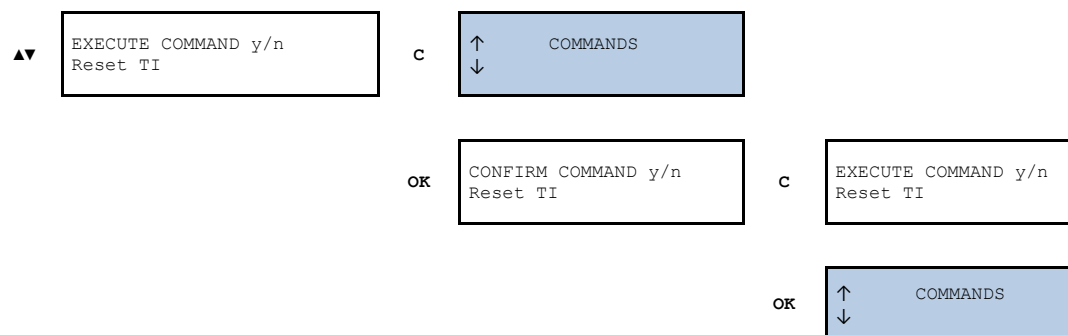 ▲▼
EXECUTE COMMAND y/n
Reset TI
C
↑ COMMANDS
↓
OK
CONFIRM COMMAND y/n
Reset TI
C
EXECUTE COMMAND y/n
Reset TI
OK
↑ COMMANDS
↓